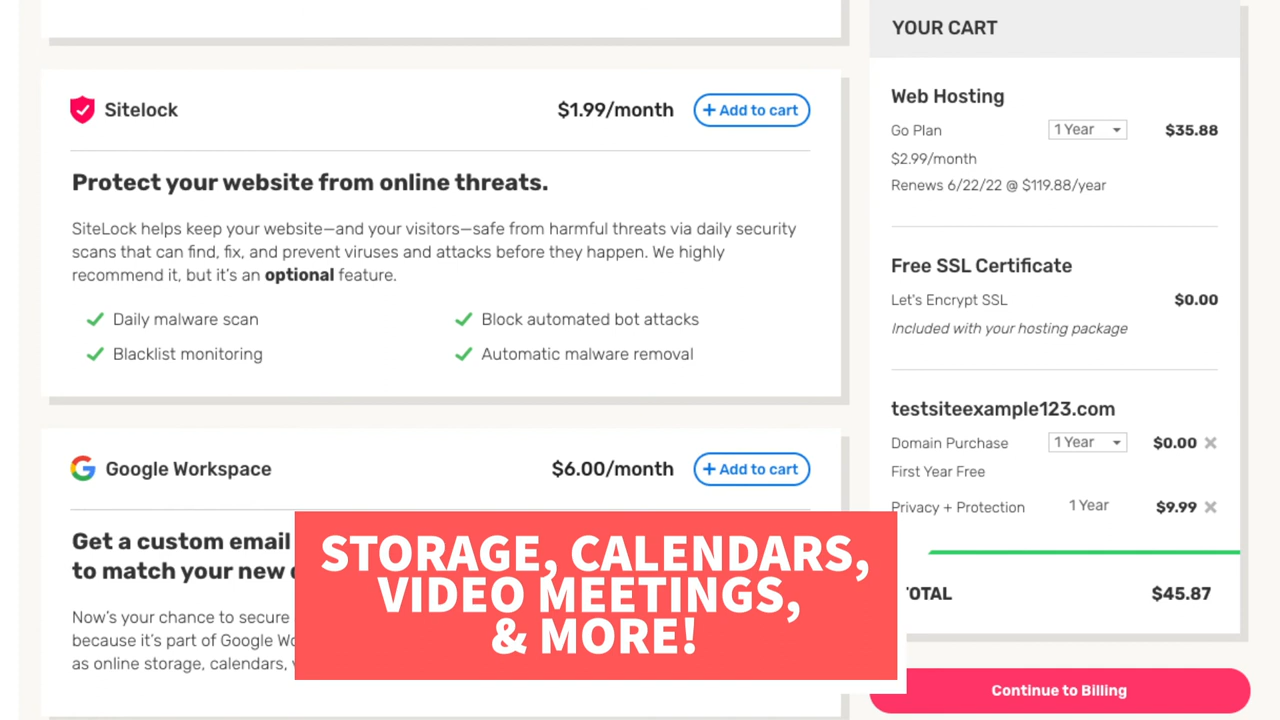 Sitelock
$1.99/month
+ Add to cart
Protect your website from online threats.
SiteLock helps keep your website—and your visitors—safe from harmful threats via daily security
scans that can find, fix, and prevent viruses and attacks before they happen. We highly
recommend it, but it's an optional feature.
Daily malware scan
Block automated bot attacks
Blacklist monitoring
Automatic malware removal
Google Workspace
$6.00/month
+ Add to cart
Get a custom email
to match your new
Now's your chance to secure
because it's part of Google
as online storage, calendars,
STORAGE, CALENDARS,
VIDEO MEETINGS,
& MORE!
YOUR CART
Web Hosting
Go Plan 1 Year $35.88
$2.99/month
Renews 6/22/22 @ $119.88/year
Free SSL Certificate
Let's Encrypt SSL $0.00
Included with your hosting package
testsiteexample123.com
Domain Purchase 1 Year $0.00
First Year Free
Privacy + Protection 1 Year $9.99
TOTAL $45.87
Continue to Billing